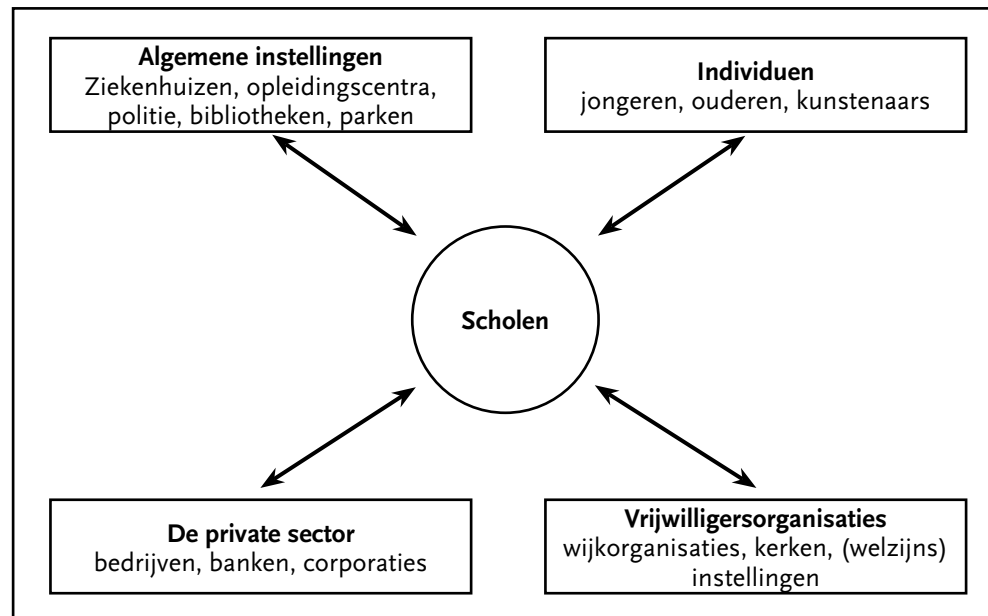 Algemene instellingen
Ziekenhuizen, opleidingscentra,
politie, bibliotheken, parken
Individuen
jongeren, ouderen, kunstenaars
Scholen
De private sector
bedrijven, banken, corporaties
Vrijwilligersorganisaties
wijkorganisaties, kerken, (welzijns)
instellingen